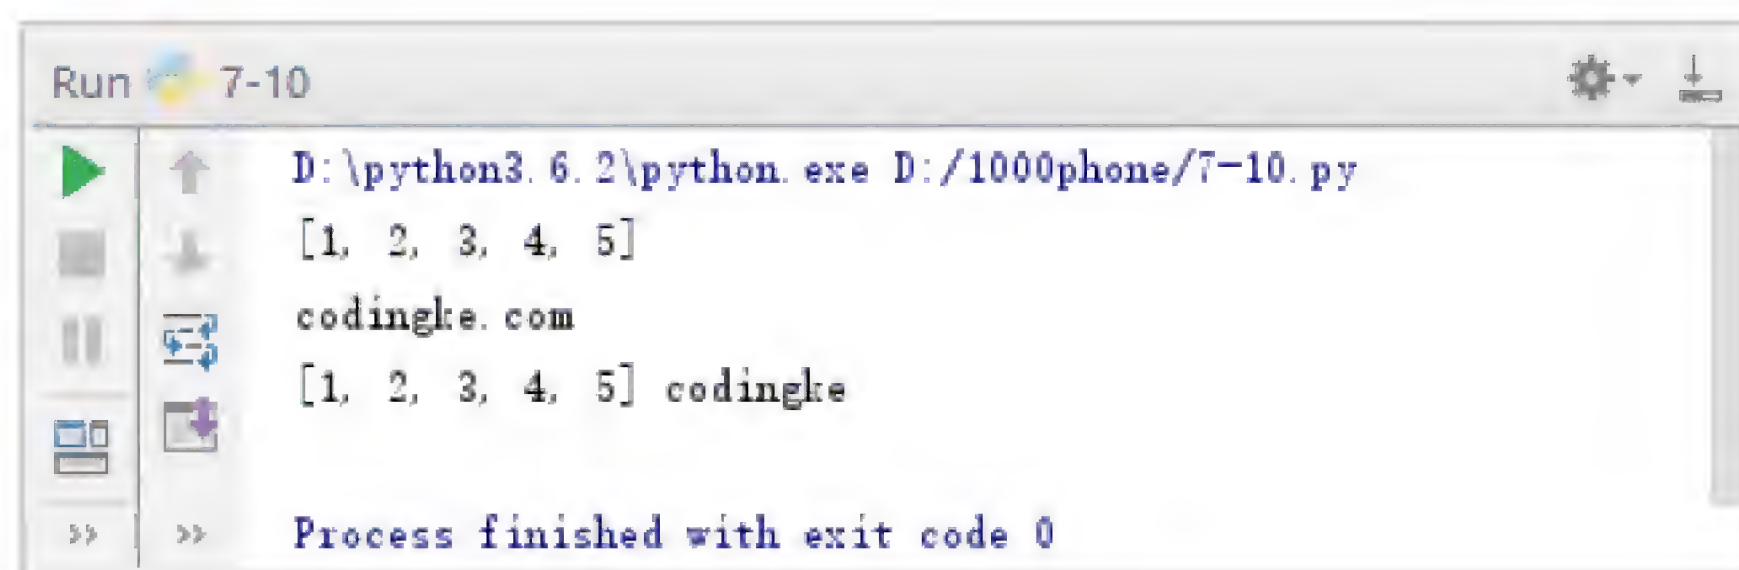 Run 7-10
D:\python3.6.2\python.exe D:/1000phone/7-10.py
[1, 2, 3, 4, 5]
codingke.com
[1, 2, 3, 4, 5] codingke
Process finished with exit code 0